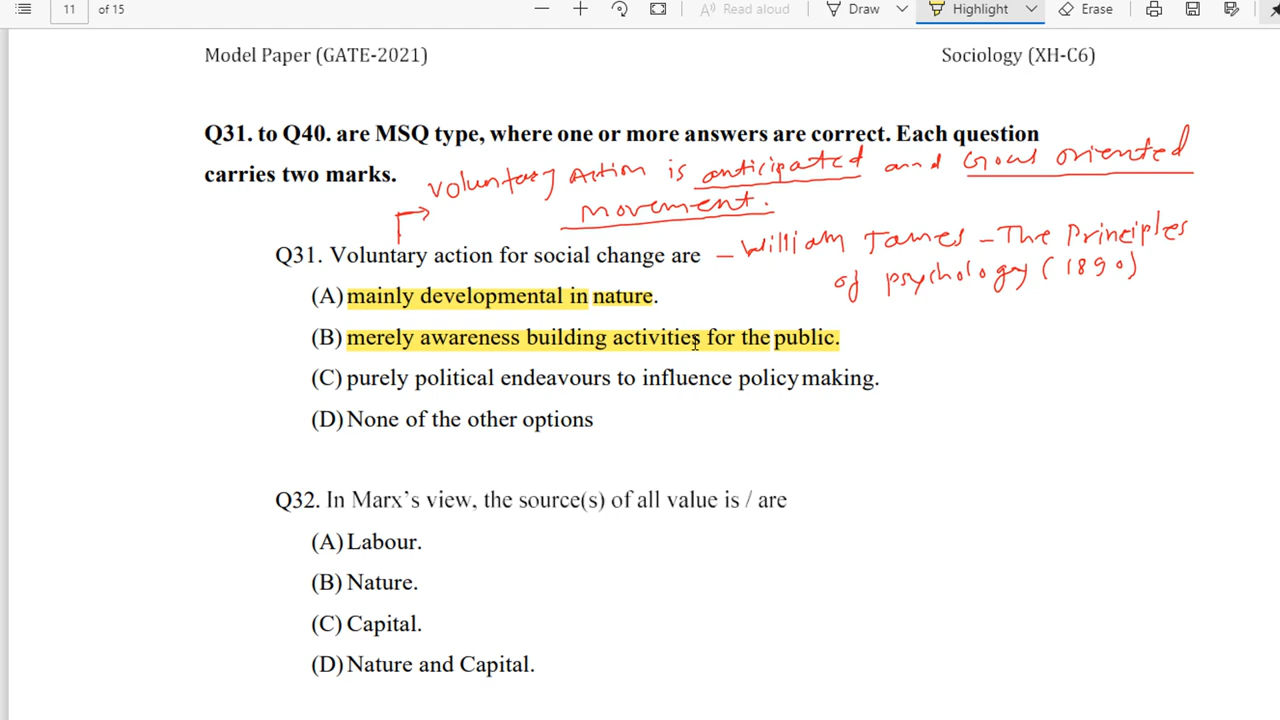 11 of 15 Read aloud Draw Highlight Erase
Model Paper (GATE-2021) Sociology (XH-C6)
Q31. to Q40. are MSQ type, where one or more answers are correct. Each question
carries two marks.
Voluntary Action is anticipated and Goal oriented
movement.
Q31. Voluntary action for social change are
– William James – The Principles
of psychology (1890)
(A) mainly developmental in nature.
(B) merely awareness building activities for the public.
(C) purely political endeavours to influence policy making.
(D) None of the other options
Q32. In Marx's view, the source(s) of all value is / are
(A) Labour.
(B) Nature.
(C) Capital.
(D) Nature and Capital.